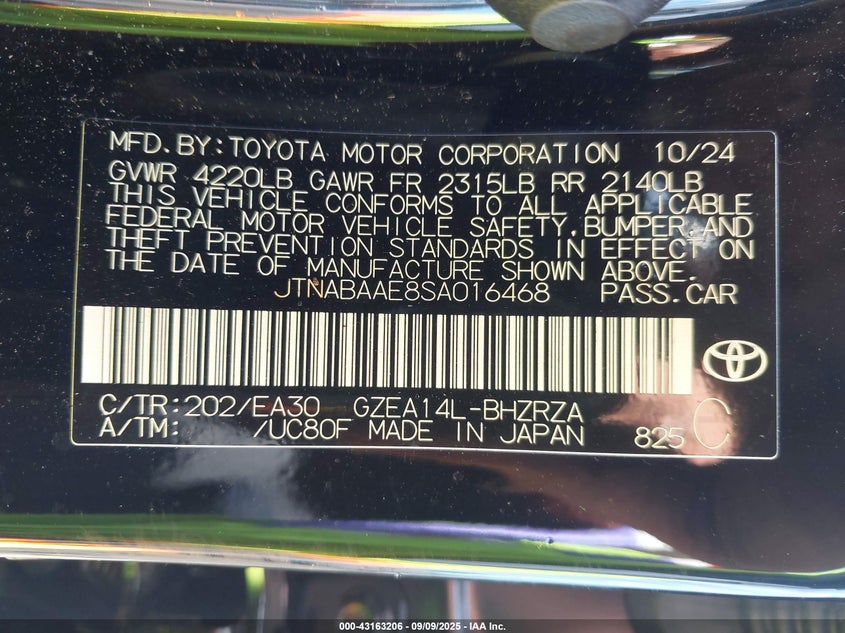 MFD.BY:TOYOTA MOTOR CORPORATION 10/24
GVWR 4220LB GAWR FR 2315LB RR 2140LB
THIS VEHICLE CONFORMS TO ALL APPLICABLE
FEDERAL MOTOR VEHICLE SAFETY,BUMPER,AND
THEFT PREVENTION STANDARDS IN EFFECT ON
THE DATE OF MANUFACTURE SHOWN ABOVE.
JTNABAAE8SA016468 PASS.CAR
C/TR:202/EA30 GZEA14L-BHZRZA
A/TM: /UC80F MADE IN JAPAN 825 C
000-43163206 - 09/09/2025 - IAA Inc.